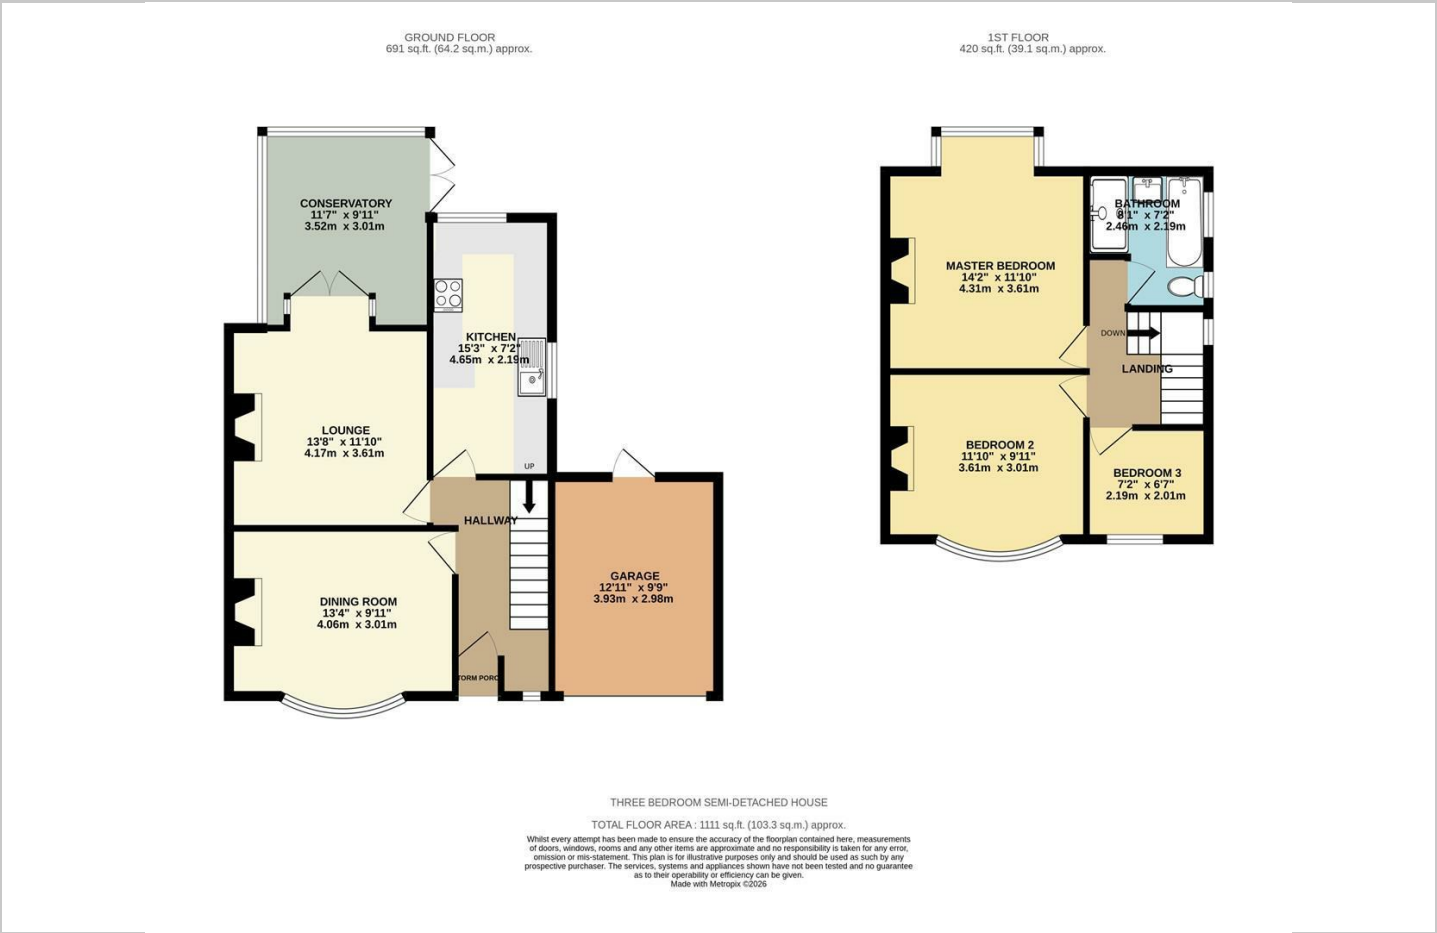 GROUND FLOOR
691 sq.ft. (64.2 sq.m.) approx.
1ST FLOOR
420 sq.ft. (39.1 sq.m.) approx.
CONSERVATORY
11'7" x 9'11"
3.52m x 3.01m
KITCHEN
15'3" x 7'2"
4.65m x 2.19m
UP
LOUNGE
13'8" x 11'10"
4.17m x 3.61m
HALLWAY
DINING ROOM
13'4" x 9'11"
4.06m x 3.01m
TORM PORC
GARAGE
12'11" x 9'9"
3.93m x 2.98m
MASTER BEDROOM
14'2" x 11'10"
4.31m x 3.61m
BATHROOM
8'1" x 7'2"
2.46m x 2.19m
DOWN
LANDING
BEDROOM 2
11'10" x 9'11"
3.61m x 3.01m
BEDROOM 3
7'2" x 6'7"
2.19m x 2.01m
THREE BEDROOM SEMI-DETACHED HOUSE
TOTAL FLOOR AREA : 1111 sq.ft. (103.3 sq.m.) approx.
Whilst every attempt has been made to ensure the accuracy of the floorplan contained here, measurements
of doors, windows, rooms and any other items are approximate and no responsibility is taken for any error,
omission or mis-statement. This plan is for illustrative purposes only and should be used as such by any
prospective purchaser. The services, systems and appliances shown have not been tested and no guarantee
as to their operability or efficiency can be given.
Made with Metropix ©2026